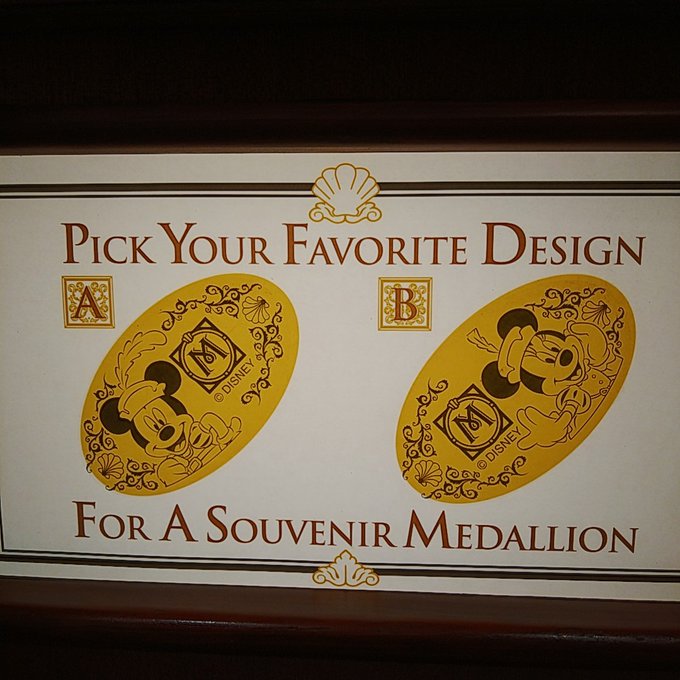 PICK YOUR FAVORITE DESIGN
A
B
M
© DISNEY
M
© DISNEY
FOR A SOUVENIR MEDALLION